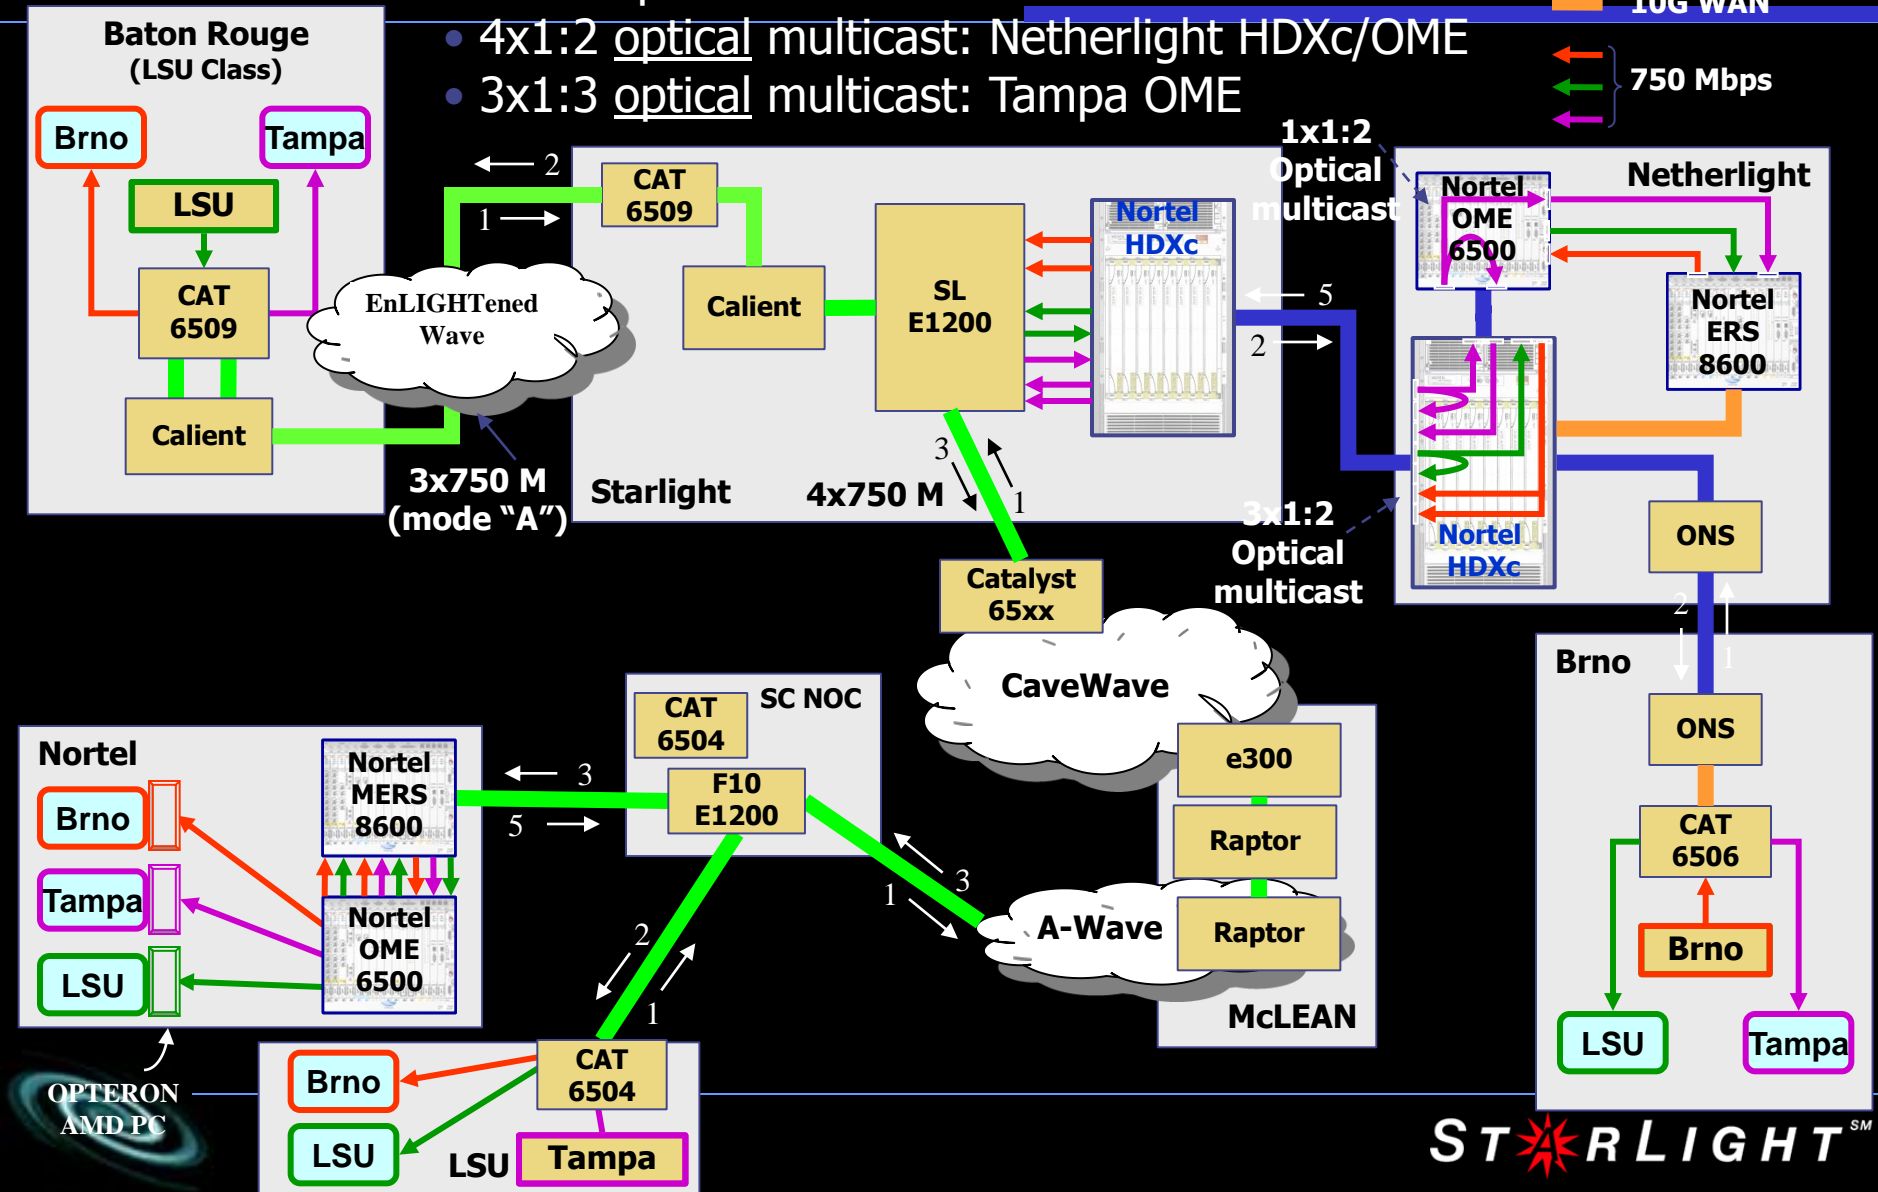 4x1:2 optical multicast: Netherlight HDXc/OME
3x1:3 optical multicast: Tampa OME
10G WAN
750 Mbps
Baton Rouge
(LSU Class)
Brno
Tampa
LSU
CAT
6509
Calient
EnLIGHTened
Wave
3x750 M
(mode “A”)
2
1
CAT
6509
Calient
SL
E1200
Nortel
HDXc
Starlight
4x750 M
3
1
5
2
1x1:2
Optical
multicast
3x1:2
Optical
multicast
Netherlight
Nortel
OME
6500
Nortel
ERS
8600
Nortel
HDXc
ONS
2
1
Brno
ONS
CAT
6506
Brno
LSU
Tampa
Catalyst
65xx
CaveWave
e300
Raptor
A-Wave
Raptor
McLEAN
SC NOC
CAT
6504
F10
E1200
3
5
3
1
2
1
Nortel
Nortel
MERS
8600
Brno
Tampa
LSU
Nortel
OME
6500
OPTERON
AMD PC
Brno
LSU
CAT
6504
LSU
Tampa
STARLIGHT℠